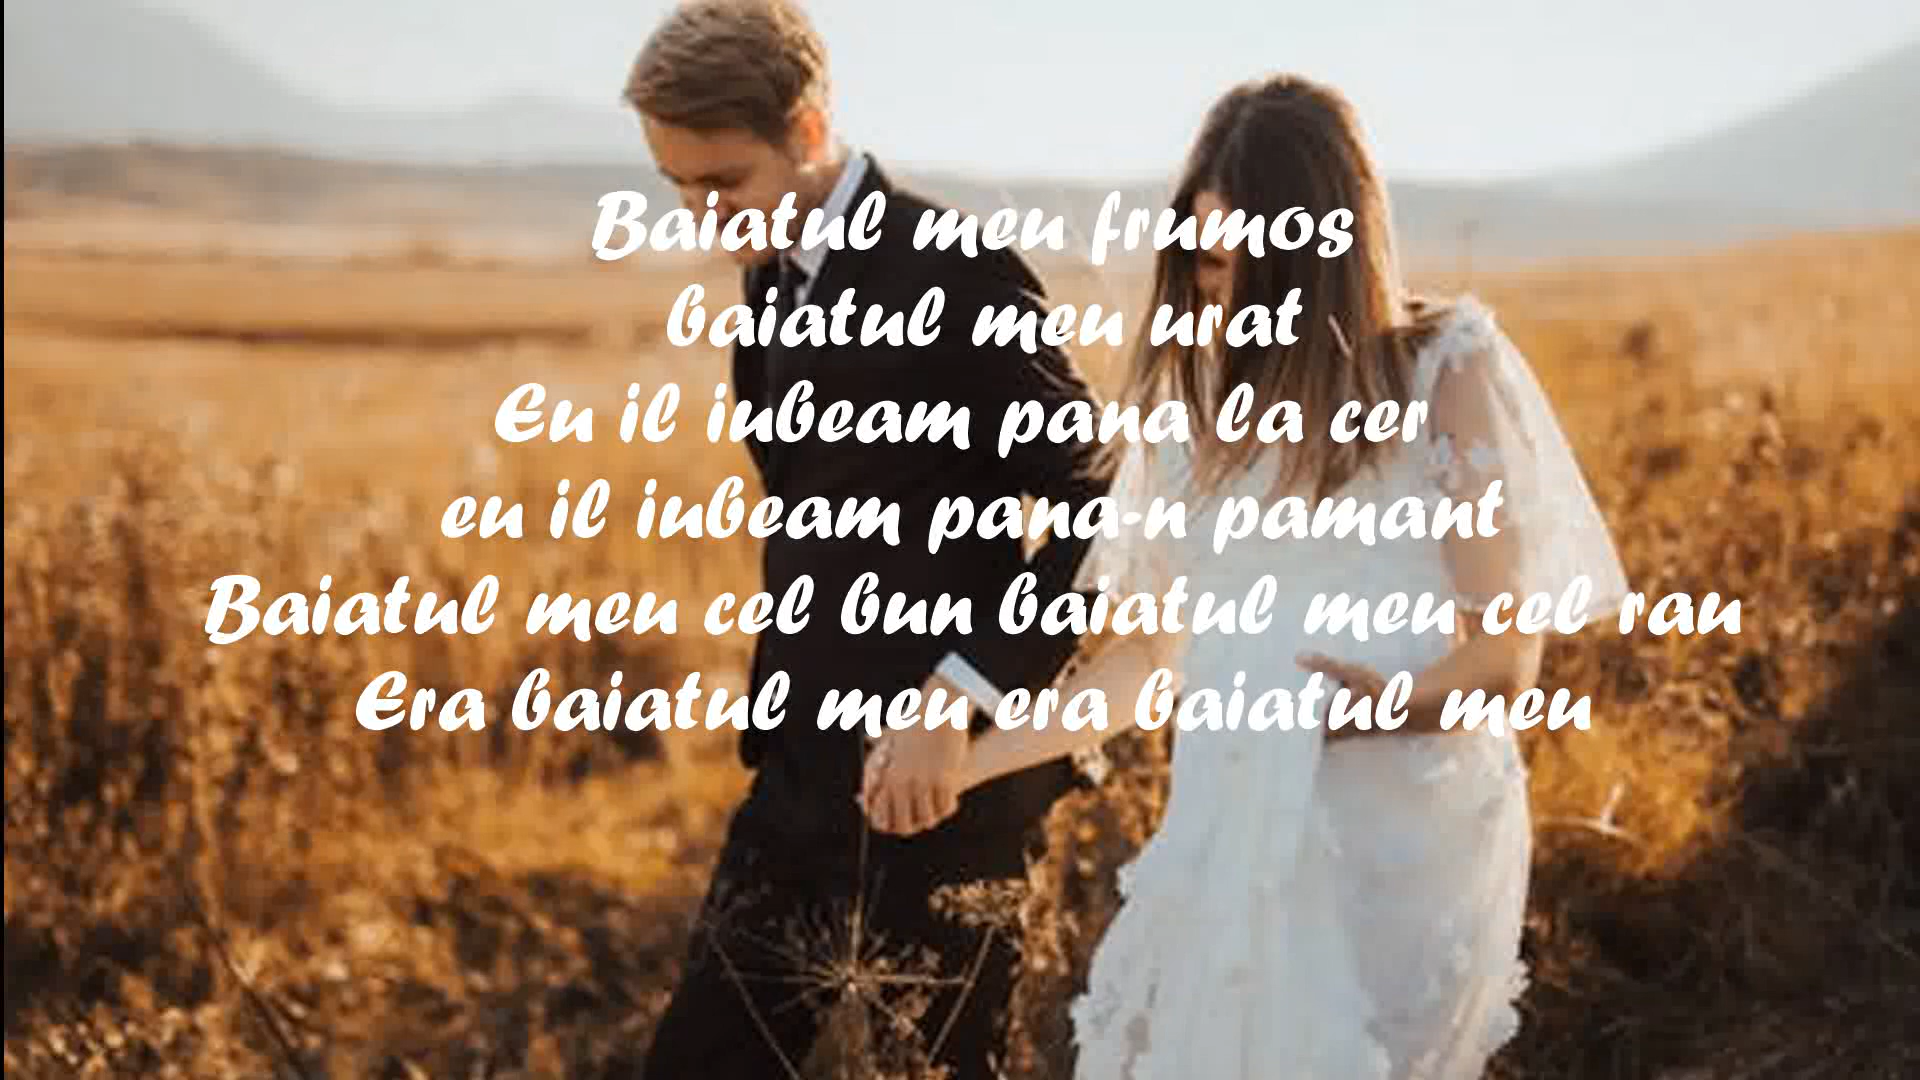 Baiatul meu frumos
baiatul meu urat
Eu il iubeam pana la cer
eu il iubeam pana-n pamant
Baiatul meu cel bun baiatul meu cel rau
Era baiatul meu era baiatul meu